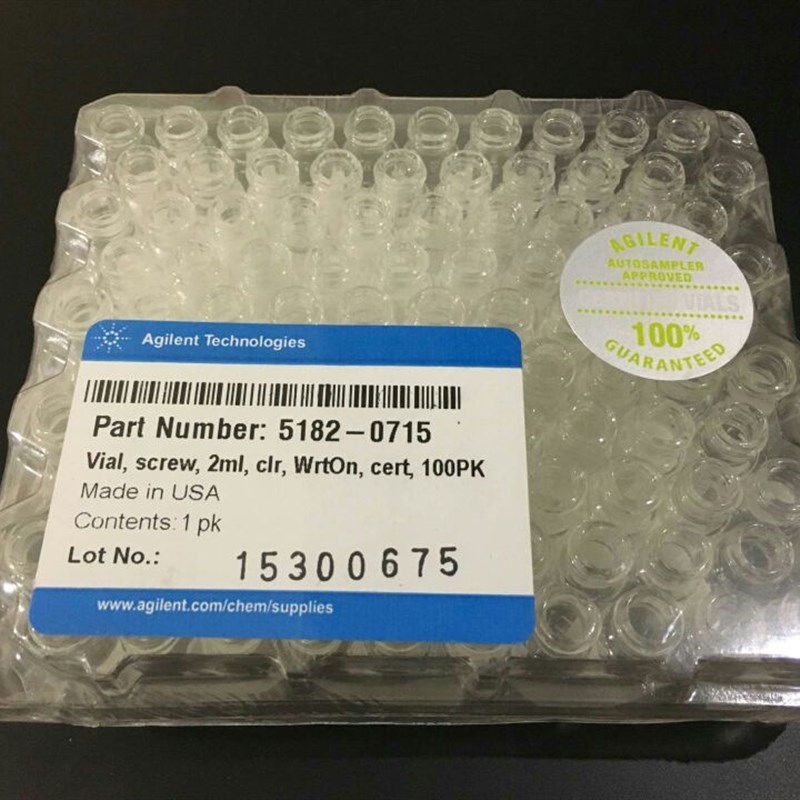 AGILENT
AUTOSAMPLER
APPROVED
VIALS
100%
GUARANTEED
Agilent Technologies
Part Number: 5182-0715
Vial, screw, 2ml, clr, WrtOn, cert, 100PK
Made in USA
Contents: 1 pk
Lot No.: 15300675
www.agilent.com/chem/supplies